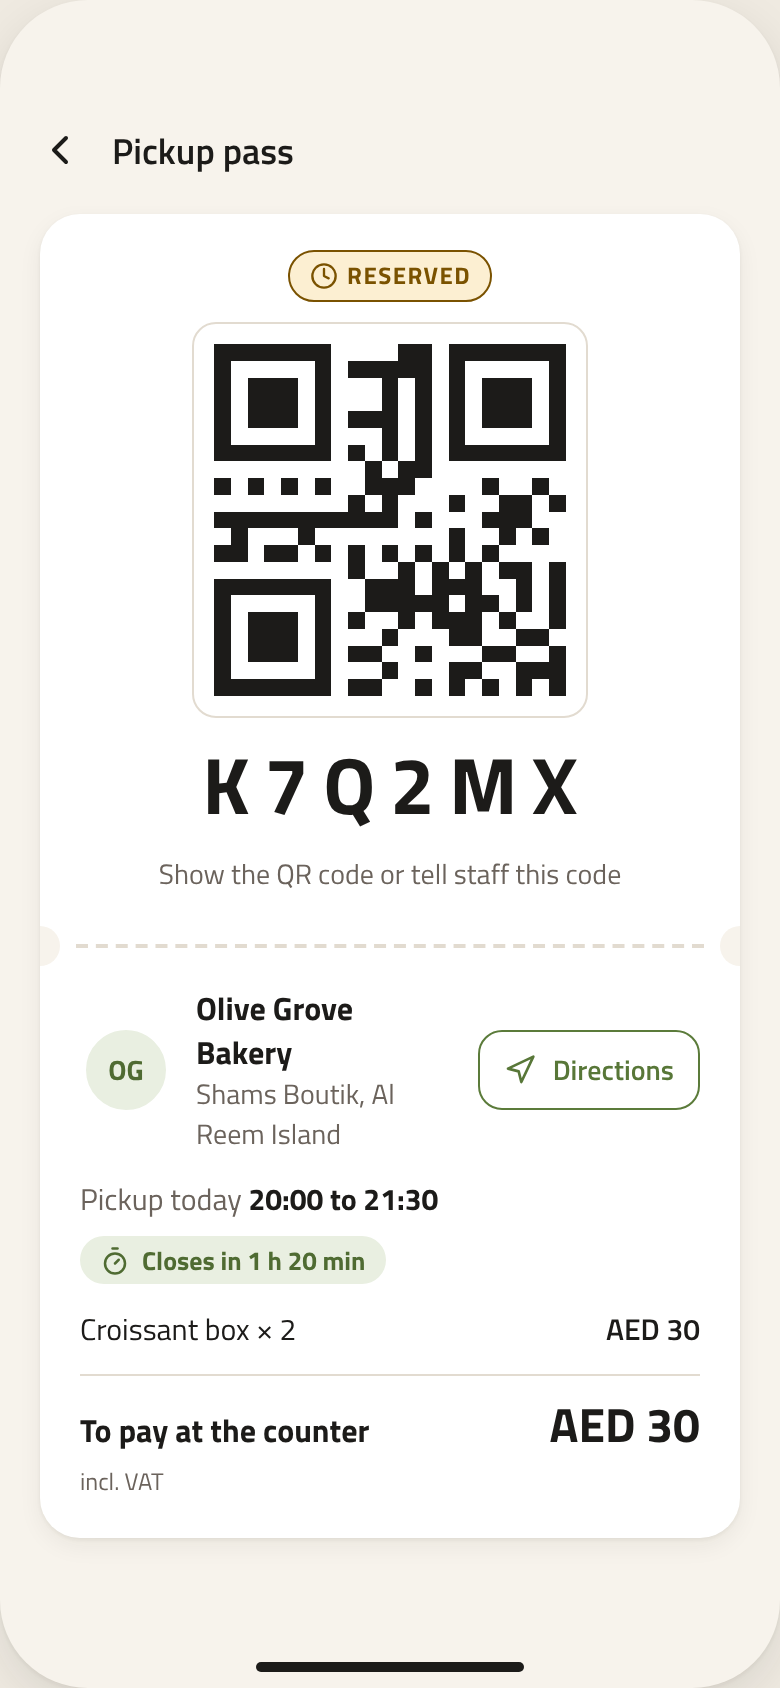 Pickup pass
RESERVED
K7Q2MX
Show the QR code or tell staff this code
OG
Olive Grove
Bakery
Shams Boutik, Al
Reem Island
Directions
Pickup today 20:00 to 21:30
Closes in 1 h 20 min
Croissant box × 2 AED 30
To pay at the counter AED 30
incl. VAT